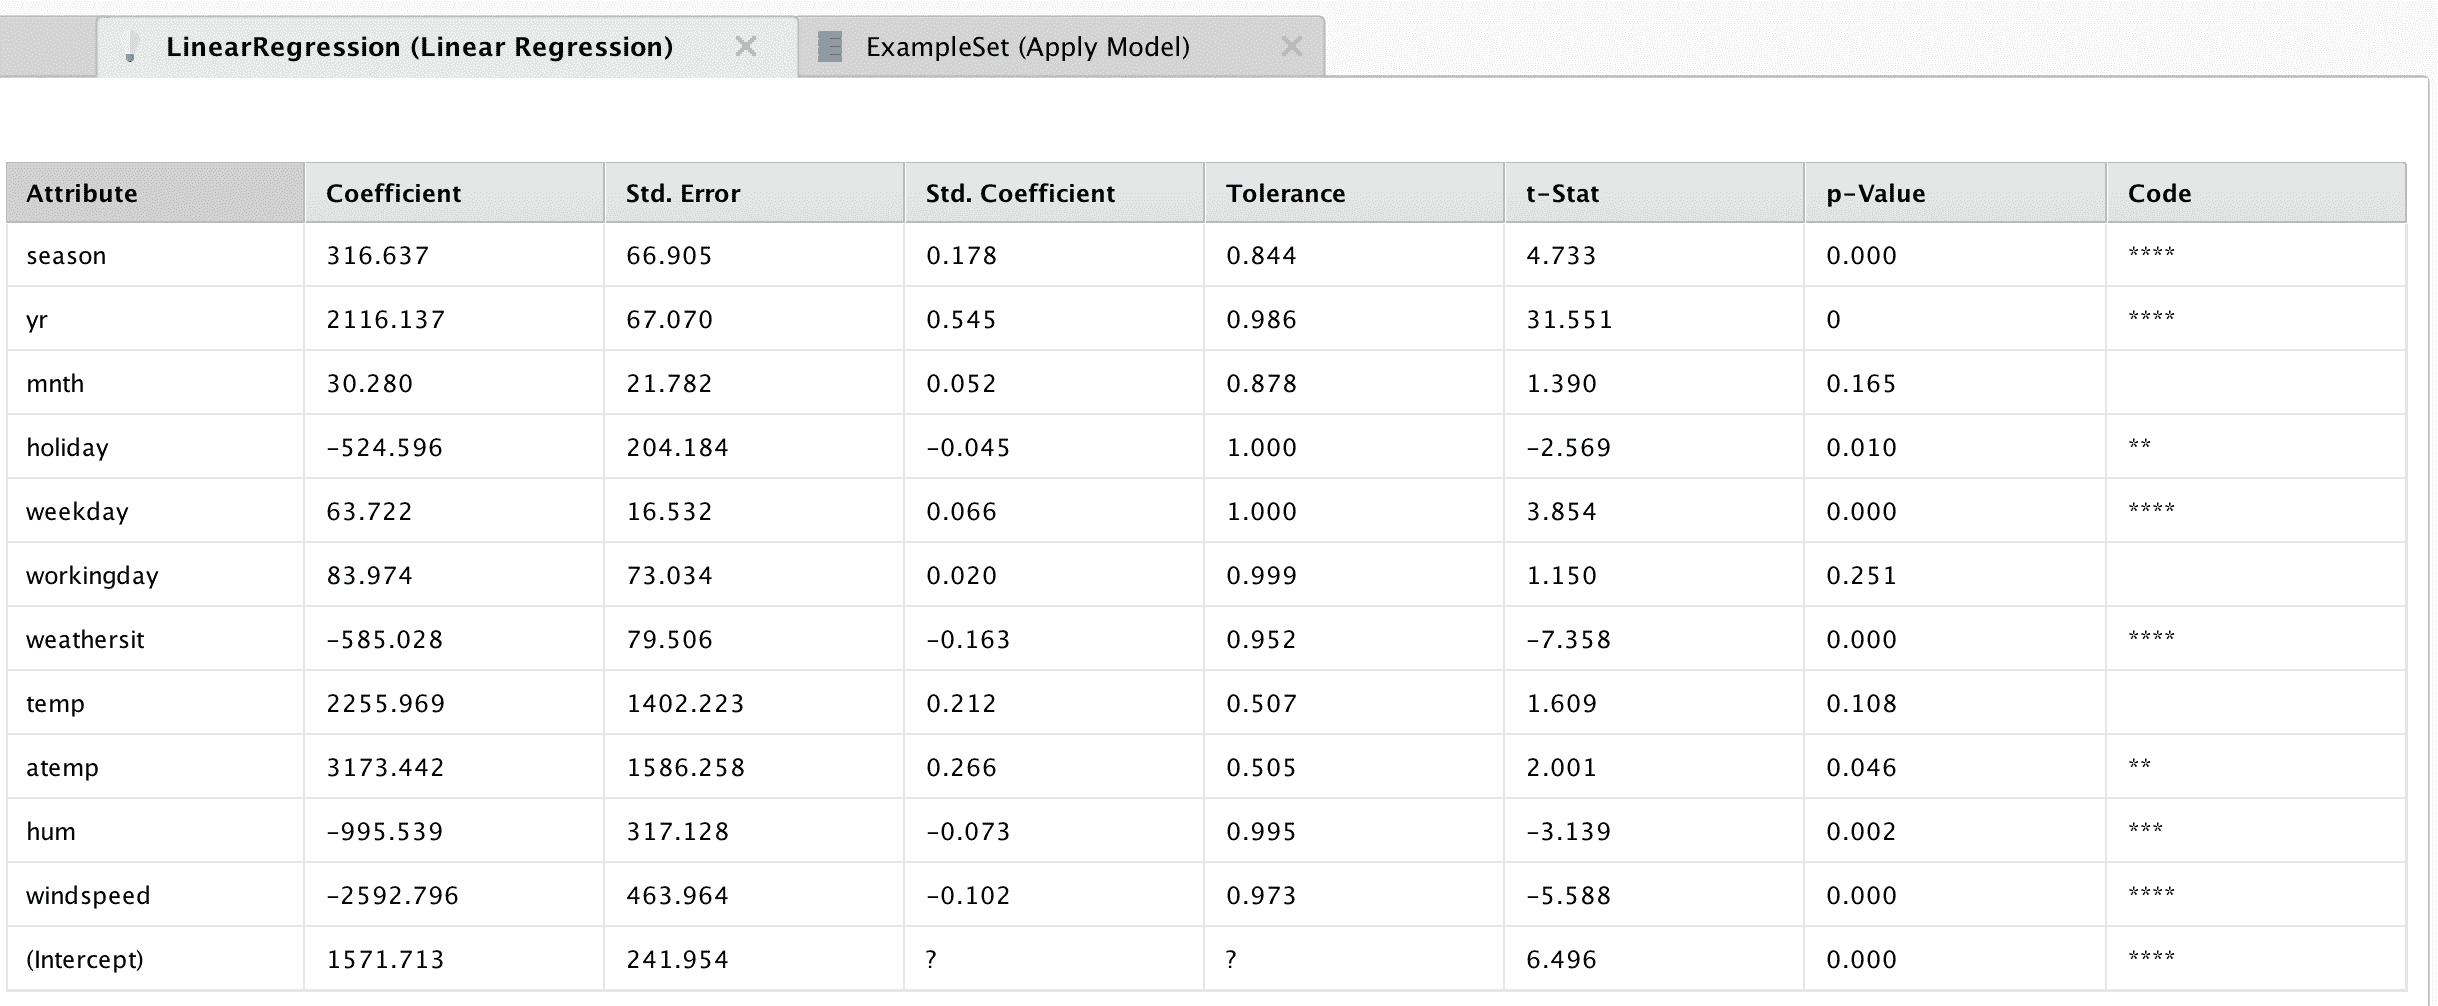 LinearRegression (Linear Regression) ExampleSet (Apply Model)
Attribute Coefficient Std. Error Std. Coefficient Tolerance t-Stat p-Value Code
season 316.637 66.905 0.178 0.844 4.733 0.000 ****
yr 2116.137 67.070 0.545 0.986 31.551 0 ****
mnth 30.280 21.782 0.052 0.878 1.390 0.165
holiday -524.596 204.184 -0.045 1.000 -2.569 0.010 **
weekday 63.722 16.532 0.066 1.000 3.854 0.000 ****
workingday 83.974 73.034 0.020 0.999 1.150 0.251
weathersit -585.028 79.506 -0.163 0.952 -7.358 0.000 ****
temp 2255.969 1402.223 0.212 0.507 1.609 0.108
atemp 3173.442 1586.258 0.266 0.505 2.001 0.046 **
hum -995.539 317.128 -0.073 0.995 -3.139 0.002 ***
windspeed -2592.796 463.964 -0.102 0.973 -5.588 0.000 ****
(Intercept) 1571.713 241.954 ? ? 6.496 0.000 ****